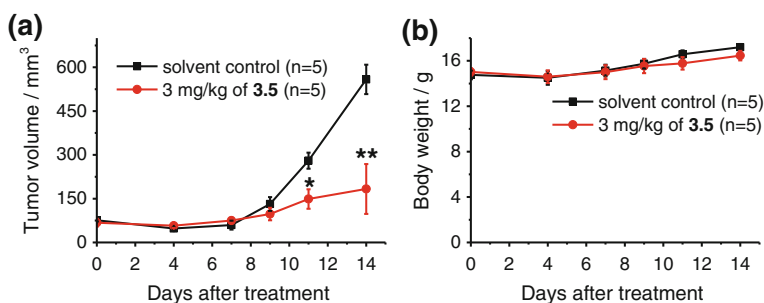 (a)
solvent control (n=5)
3 mg/kg of 3.5 (n=5)
Tumor volume / mm³
600
450
300
150
0
*
**
0 2 4 6 8 10 12 14
Days after treatment
(b)
solvent control (n=5)
3 mg/kg of 3.5 (n=5)
Body weight / g
16
12
8
4
0
0 2 4 6 8 10 12 14
Days after treatment